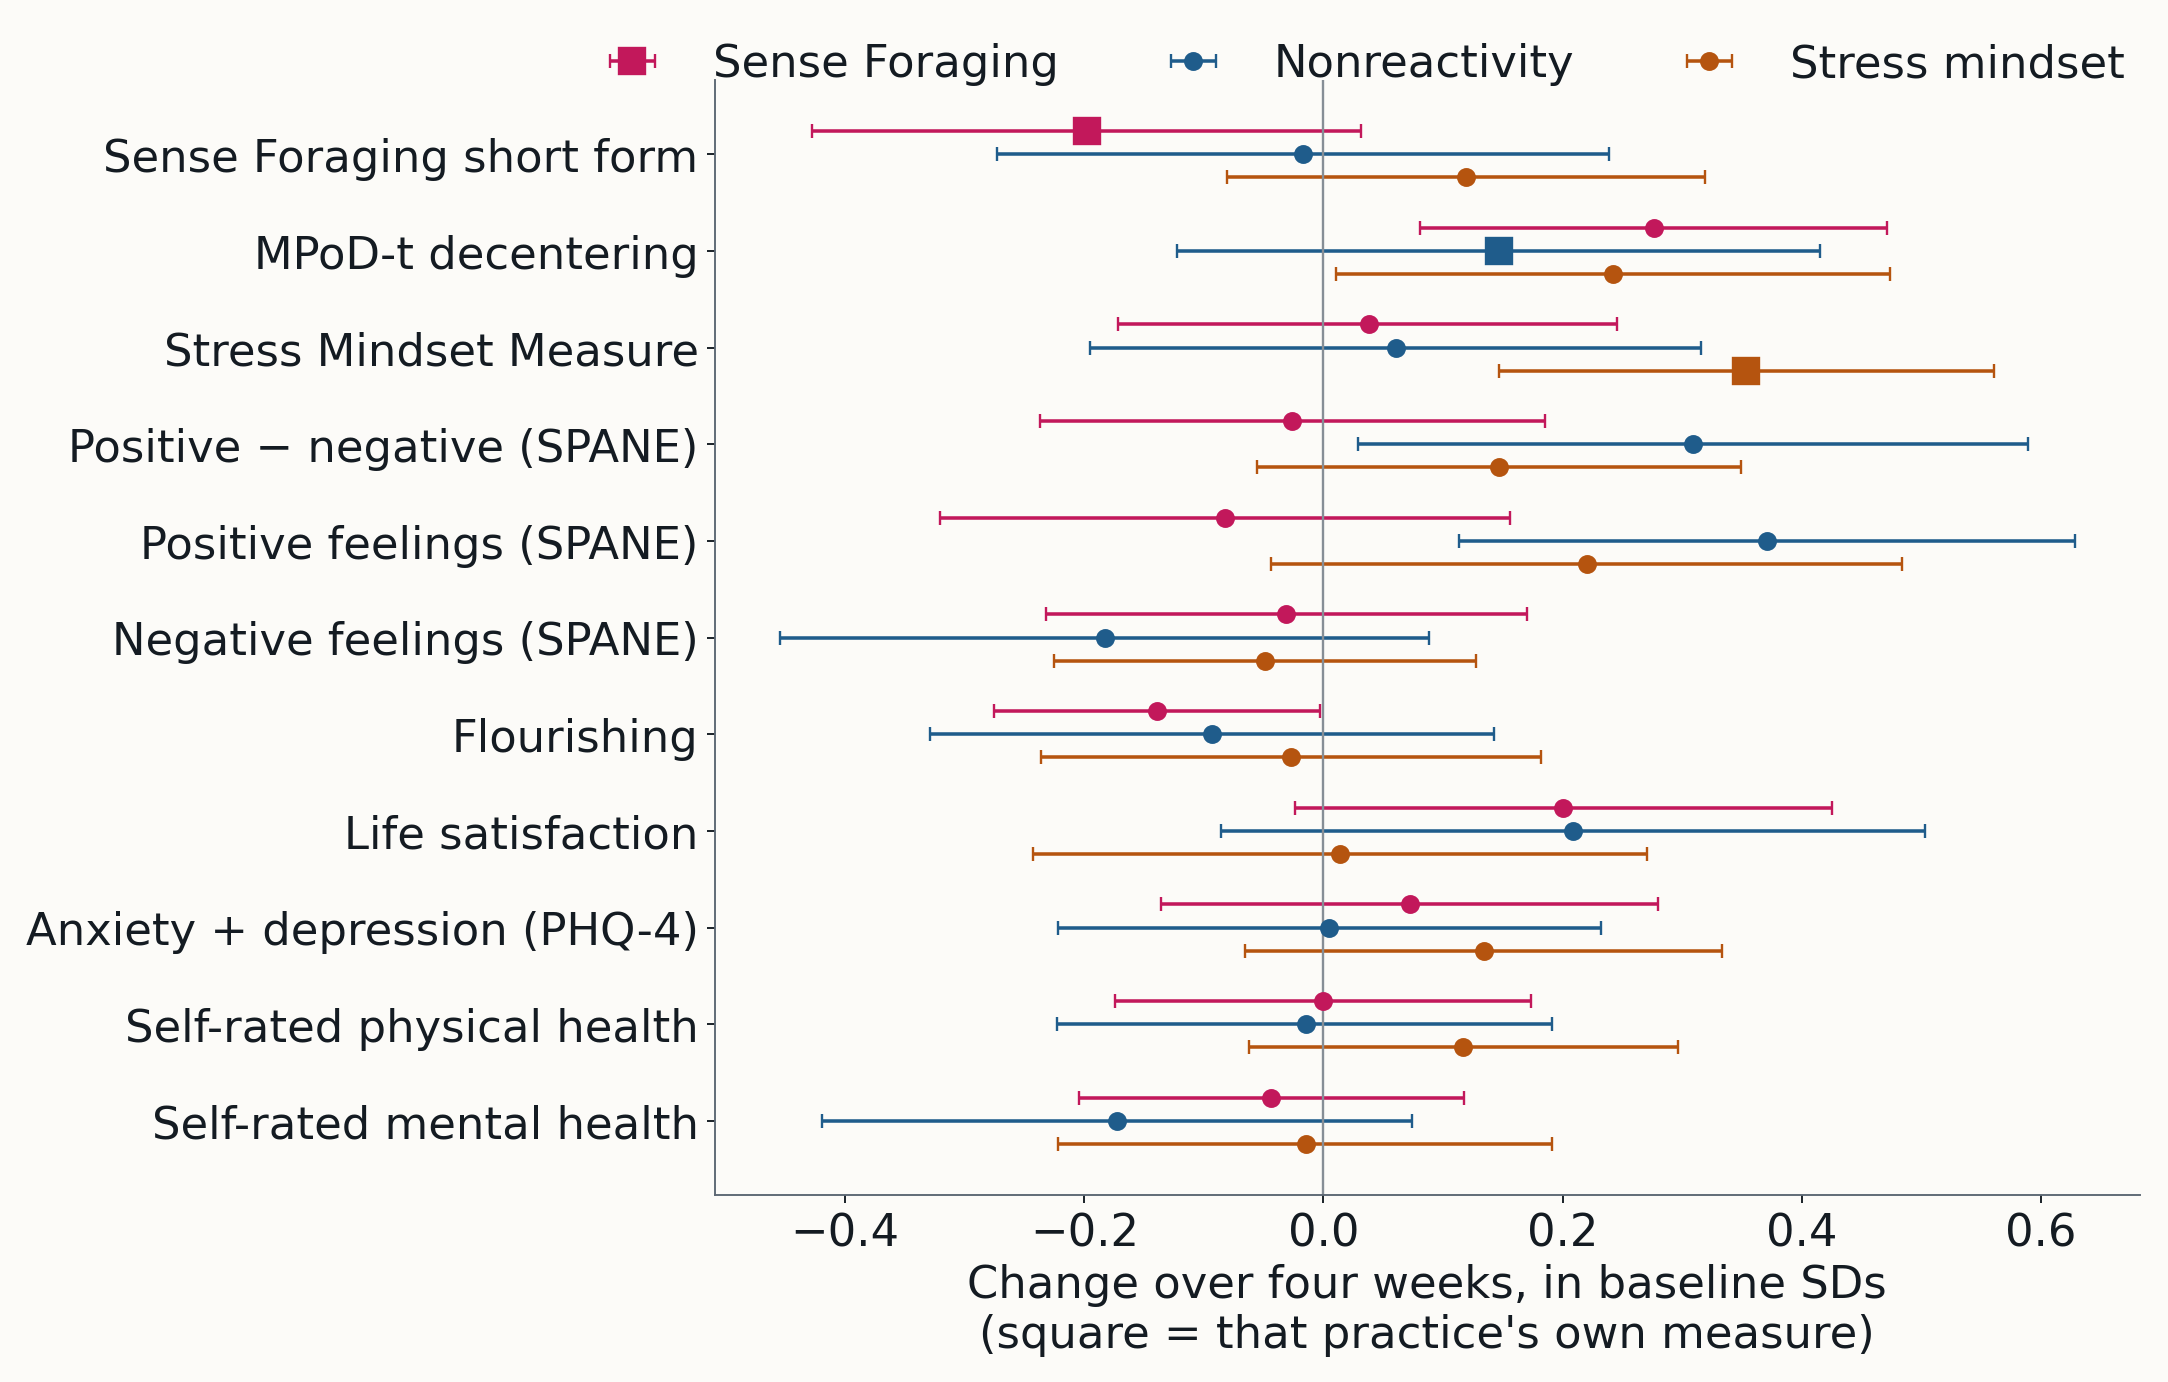 Sense Foraging
Nonreactivity
Stress mindset
Sense Foraging short form
MPoD-t decentering
Stress Mindset Measure
Positive − negative (SPANE)
Positive feelings (SPANE)
Negative feelings (SPANE)
Flourishing
Life satisfaction
Anxiety + depression (PHQ-4)
Self-rated physical health
Self-rated mental health
−0.4
−0.2
0.0
0.2
0.4
0.6
Change over four weeks, in baseline SDs
(square = that practice's own measure)